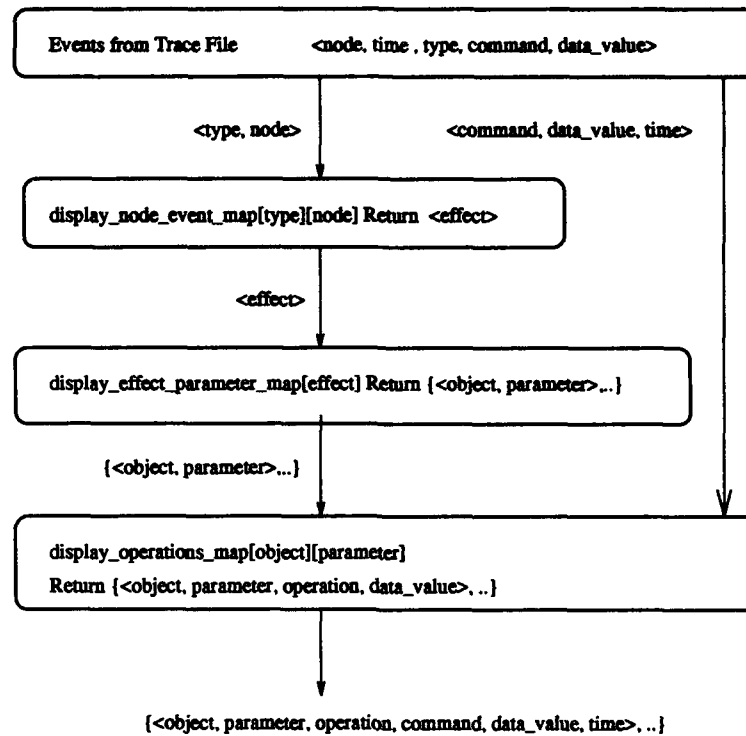 Events from Trace File <node, time , type, command, data_value>
<type, node> <command, data_value, time>
display_node_event_map[type][node] Return <effect>
<effect>
display_effect_parameter_map[effect] Return {<object, parameter>,..}
{<object, parameter>,...}
display_operations_map[object][parameter]
Return {<object, parameter, operation, data_value>, ..}
{<object, parameter, operation, command, data_value, time>, ..}